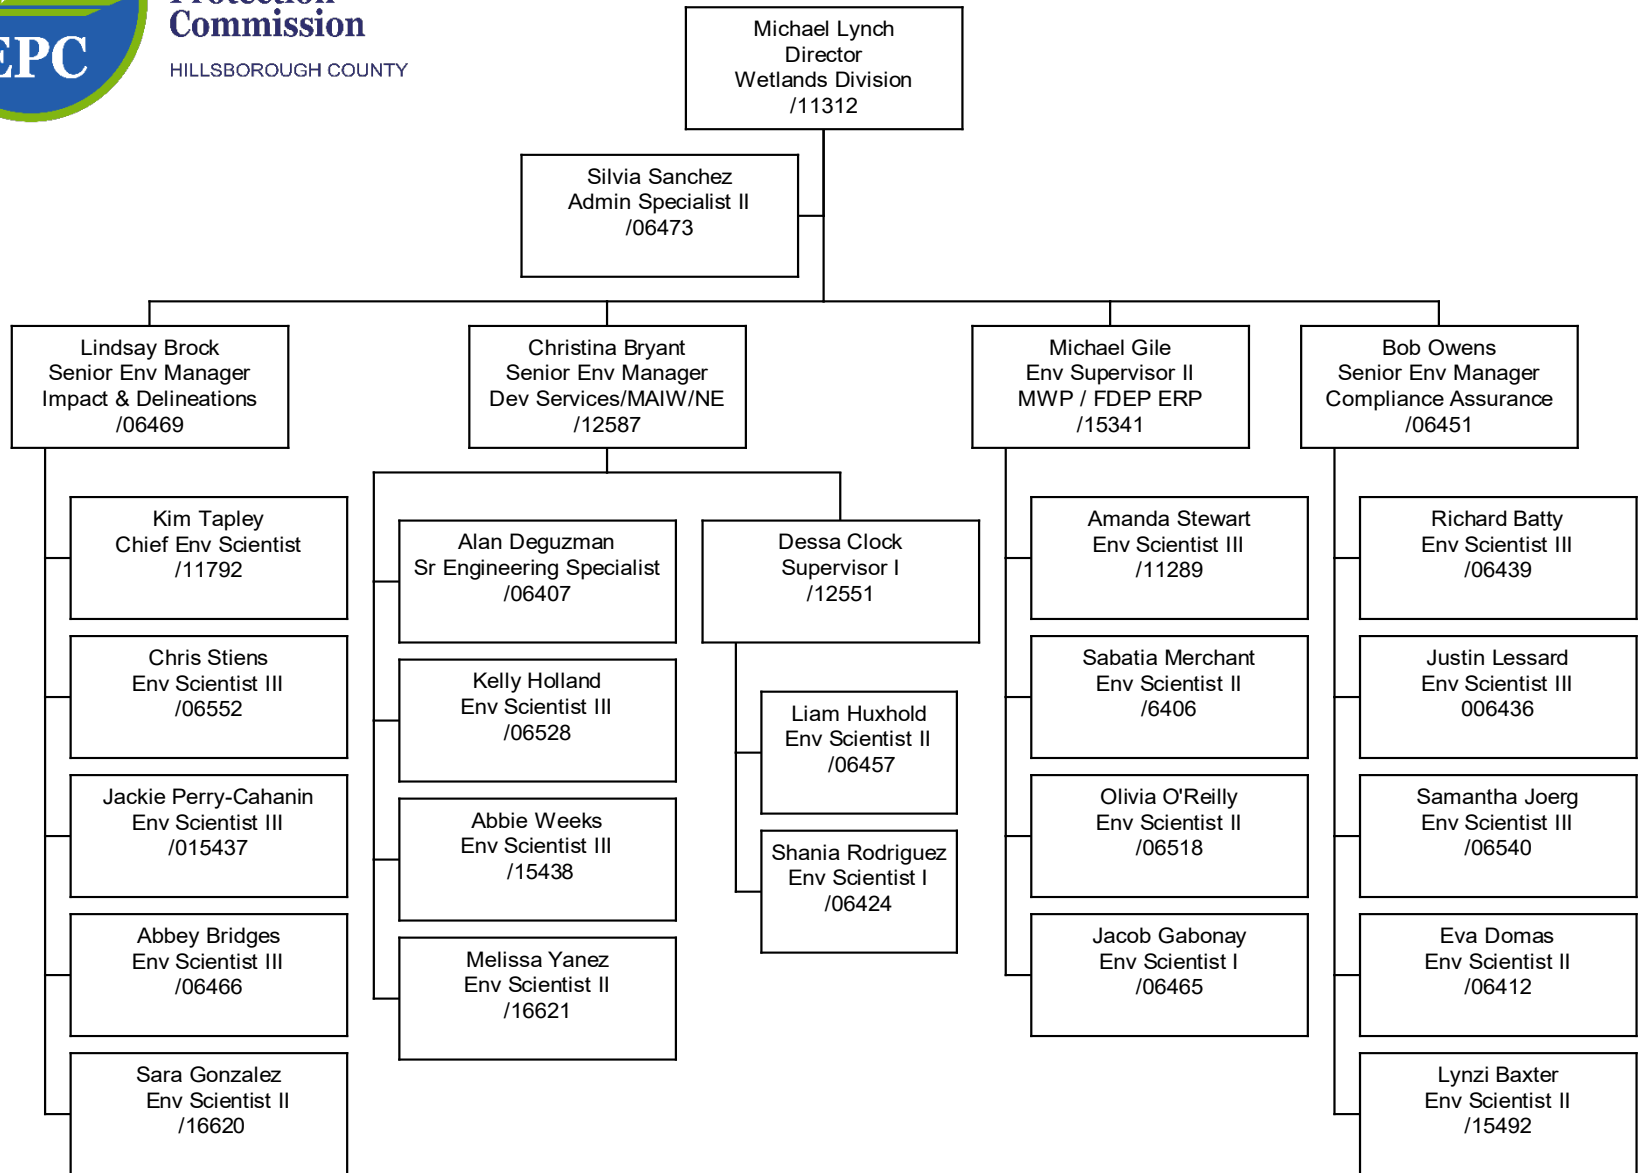 Protection
Commission
EPC
HILLSBOROUGH COUNTY
Michael Lynch
Director
Wetlands Division
/11312
Silvia Sanchez
Admin Specialist II
/06473
Lindsay Brock
Senior Env Manager
Impact & Delineations
/06469
Christina Bryant
Senior Env Manager
Dev Services/MAIW/NE
/12587
Michael Gile
Env Supervisor II
MWP / FDEP ERP
/15341
Bob Owens
Senior Env Manager
Compliance Assurance
/06451
Kim Tapley
Chief Env Scientist
/11792
Chris Stiens
Env Scientist III
/06552
Jackie Perry-Cahanin
Env Scientist III
/015437
Abbey Bridges
Env Scientist III
/06466
Sara Gonzalez
Env Scientist II
/16620
Alan Deguzman
Sr Engineering Specialist
/06407
Kelly Holland
Env Scientist III
/06528
Abbie Weeks
Env Scientist III
/15438
Melissa Yanez
Env Scientist II
/16621
Dessa Clock
Supervisor I
/12551
Liam Huxhold
Env Scientist II
/06457
Shania Rodriguez
Env Scientist I
/06424
Amanda Stewart
Env Scientist III
/11289
Sabatia Merchant
Env Scientist II
/6406
Olivia O'Reilly
Env Scientist II
/06518
Jacob Gabonay
Env Scientist I
/06465
Richard Batty
Env Scientist III
/06439
Justin Lessard
Env Scientist III
006436
Samantha Joerg
Env Scientist III
/06540
Eva Domas
Env Scientist II
/06412
Lynzi Baxter
Env Scientist II
/15492